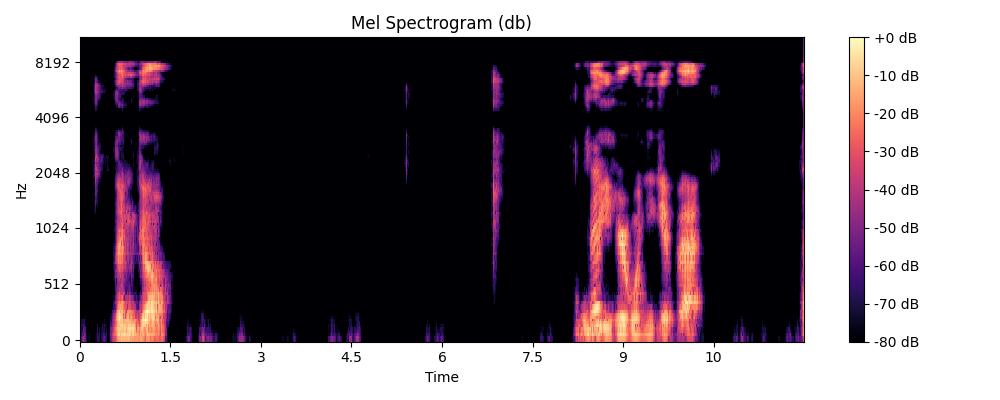 Mel Spectrogram (db)
Hz
8192
4096
2048
1024
512
0
0 1.5 3 4.5 6 7.5 9 10
Time
+0 dB
-10 dB
-20 dB
-30 dB
-40 dB
-50 dB
-60 dB
-70 dB
-80 dB